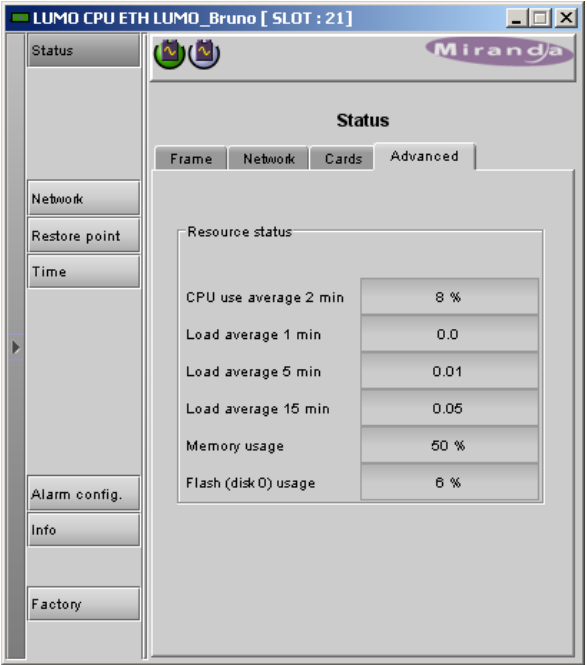 LUMO CPU ETH LUMO_Bruno [ SLOT : 21]
Status
Miranda
Status
Frame Network Cards Advanced
Network
Restore point
Time
Resource status
CPU use average 2 min 8 %
Load average 1 min 0.0
Load average 5 min 0.01
Load average 15 min 0.05
Memory usage 50 %
Flash (disk 0) usage 6 %
Alarm config.
Info
Factory